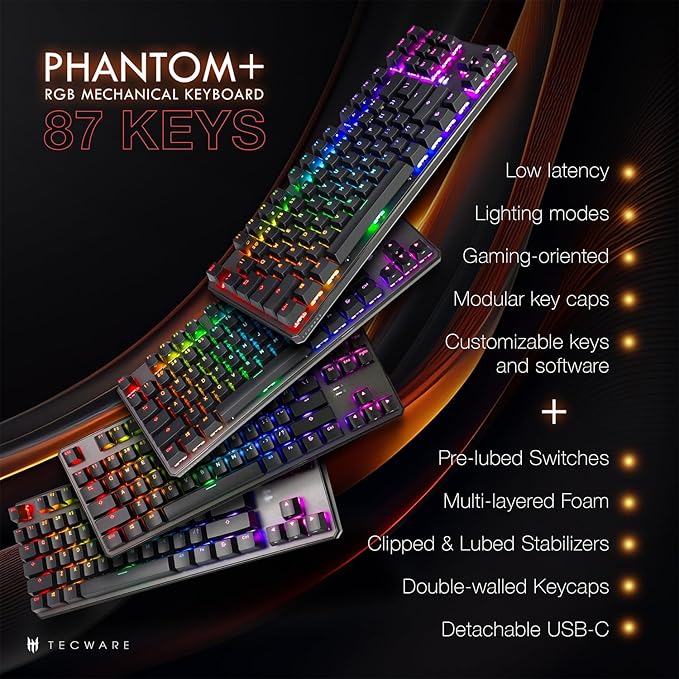 PHANTOM+
RGB MECHANICAL KEYBOARD
87 KEYS
Low latency
Lighting modes
Gaming-oriented
Modular key caps
Customizable keys
and software
+
Pre-lubed Switches
Multi-layered Foam
Clipped & Lubed Stabilizers
Double-walled Keycaps
Detachable USB-C
TECWARE